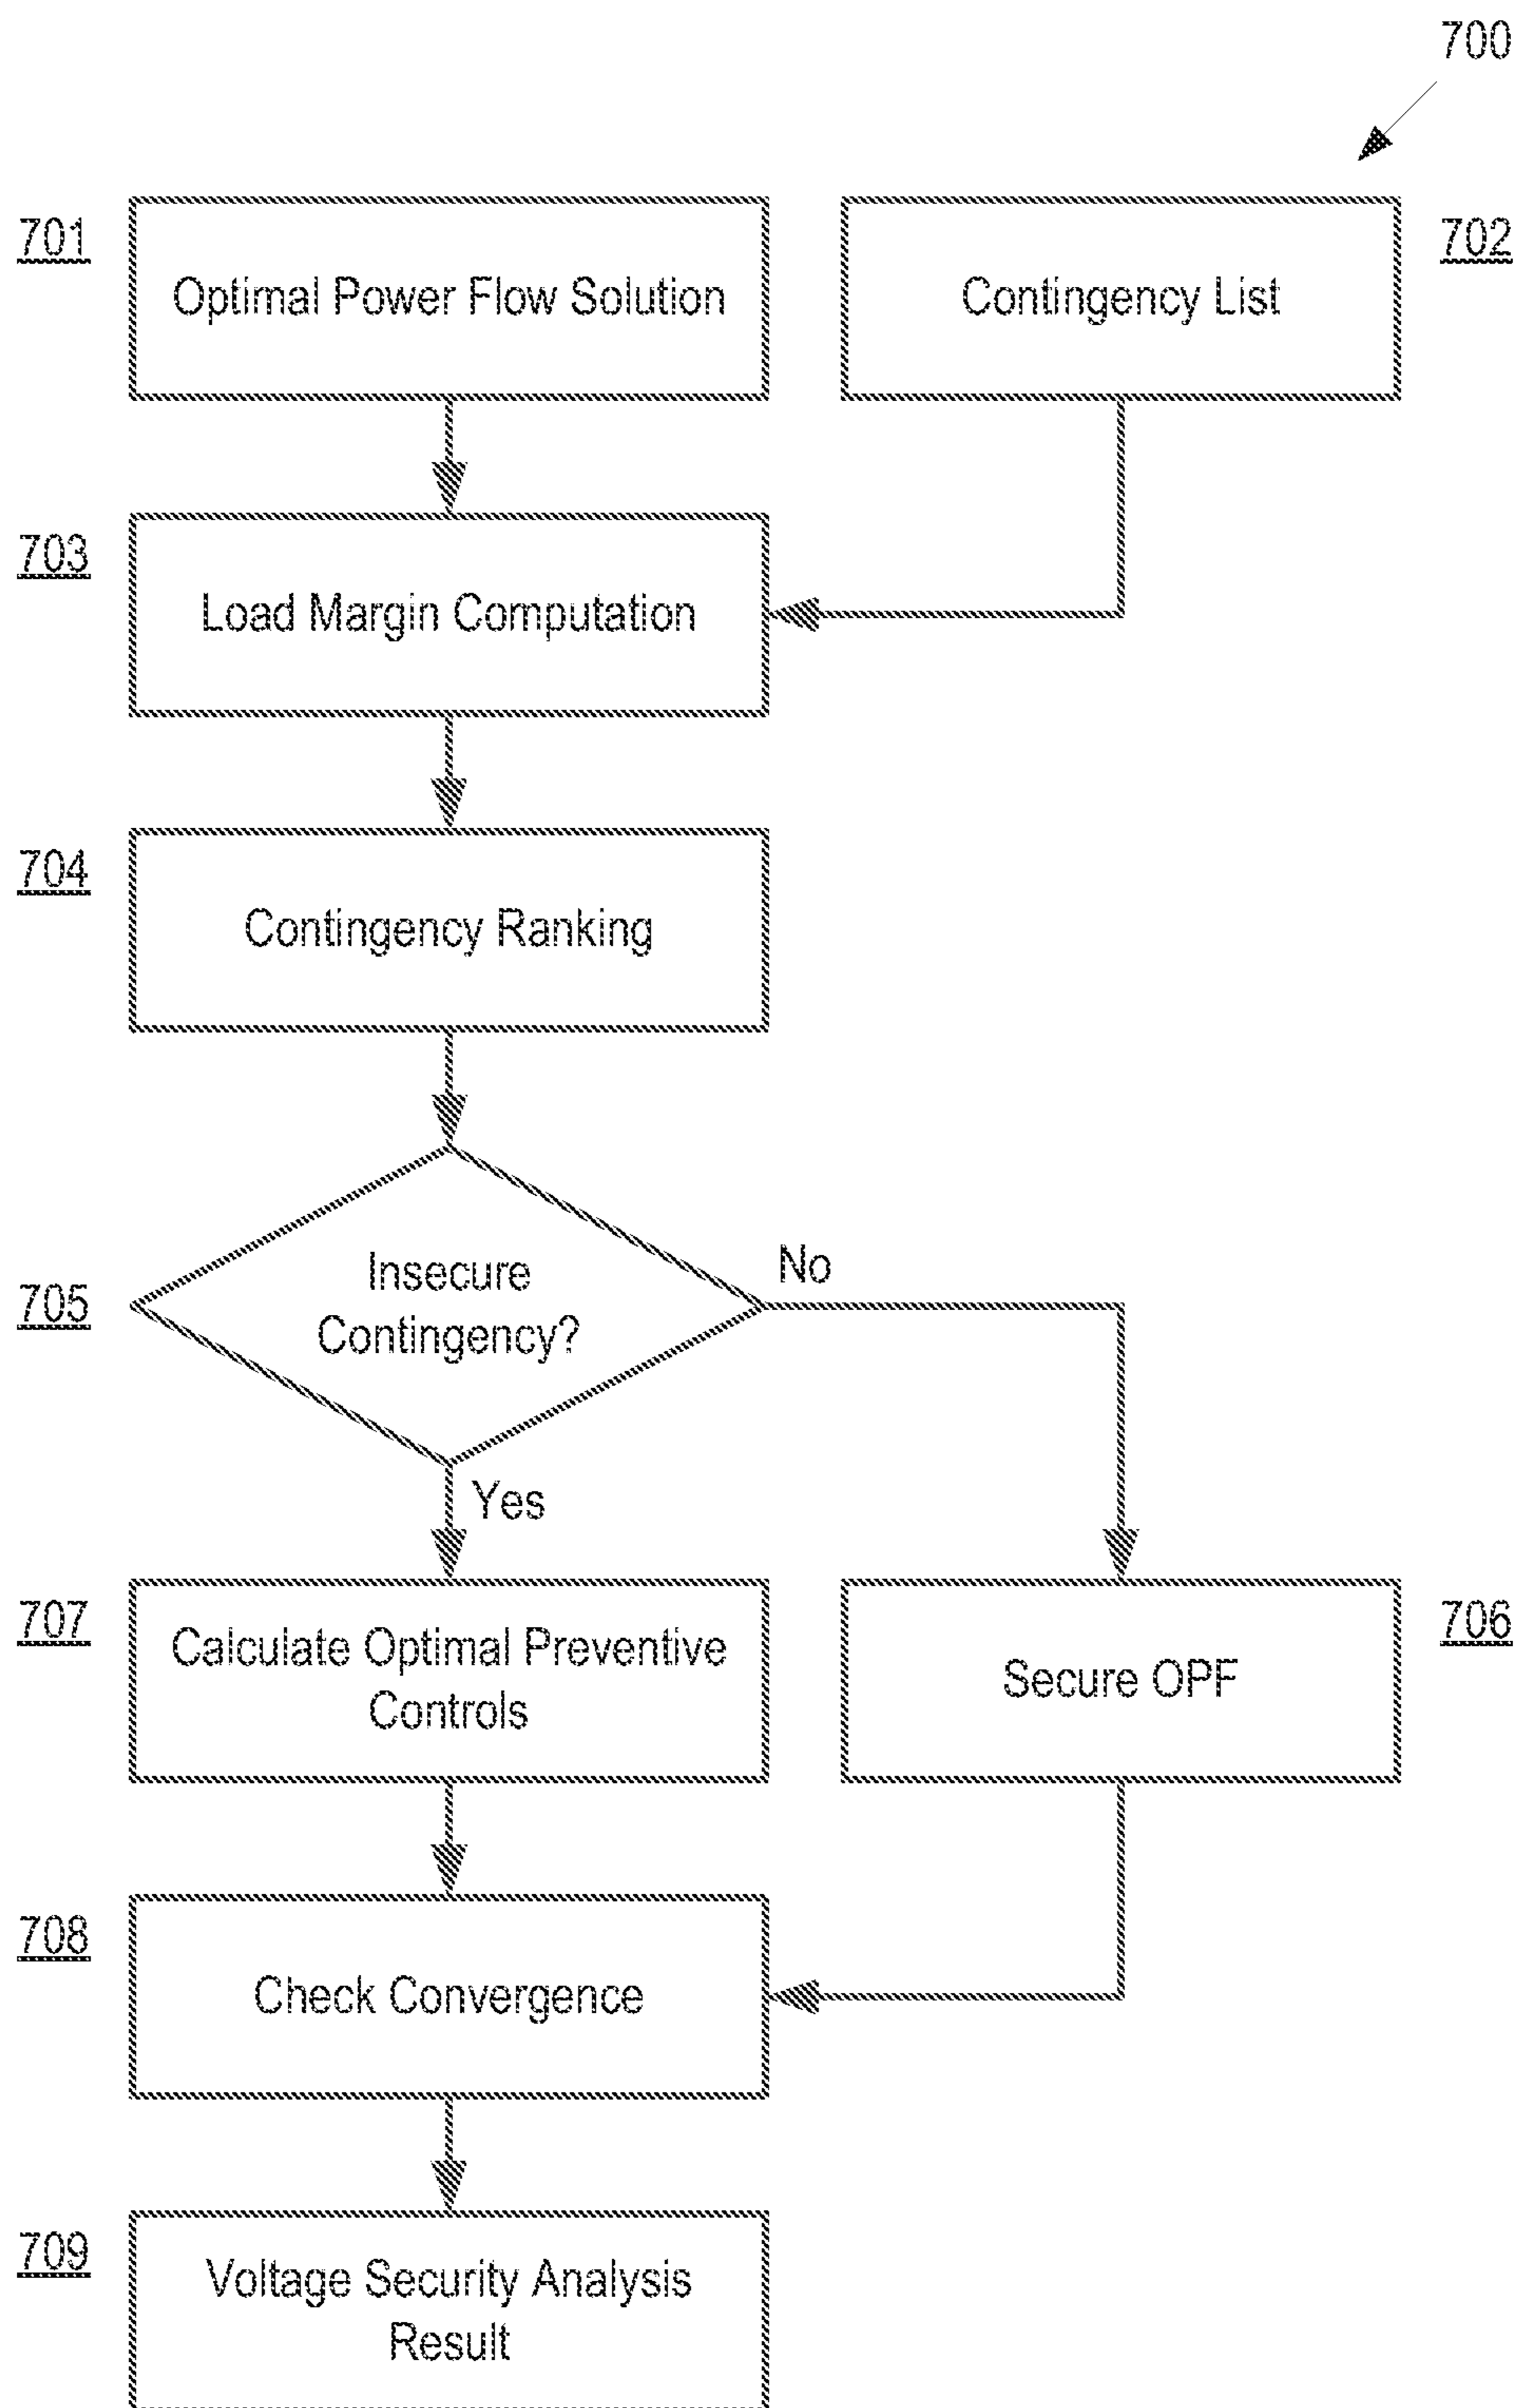 700
701
Optimal Power Flow Solution
Contingency List
702
703
Load Margin Computation
704
Contingency Ranking
705
Insecure
Contingency?
No
Yes
707
Calculate Optimal Preventive
Controls
Secure OPF
706
708
Check Convergence
709
Voltage Security Analysis
Result